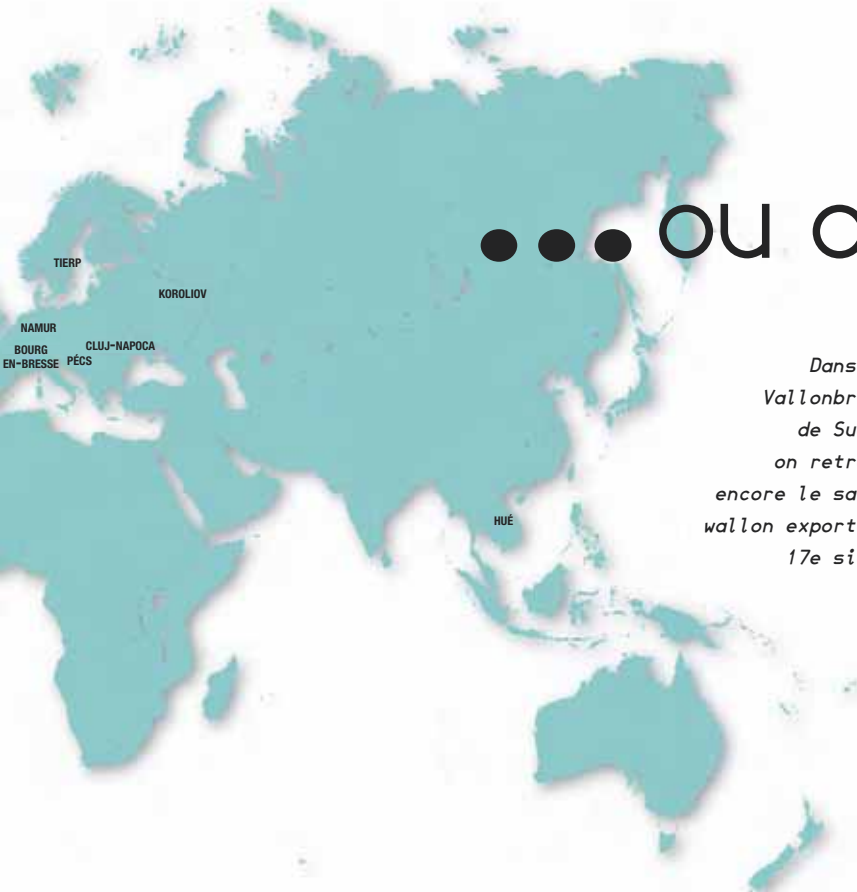 ... ou
TIERP
KOROLIOV
NAMUR
BOURG
EN-BRESSE
CLUJ-NAPOCA
PÉCS
HUÉ
Dans
Vallonbr
de Su
on retr
encore le sa
wallon export
17e si